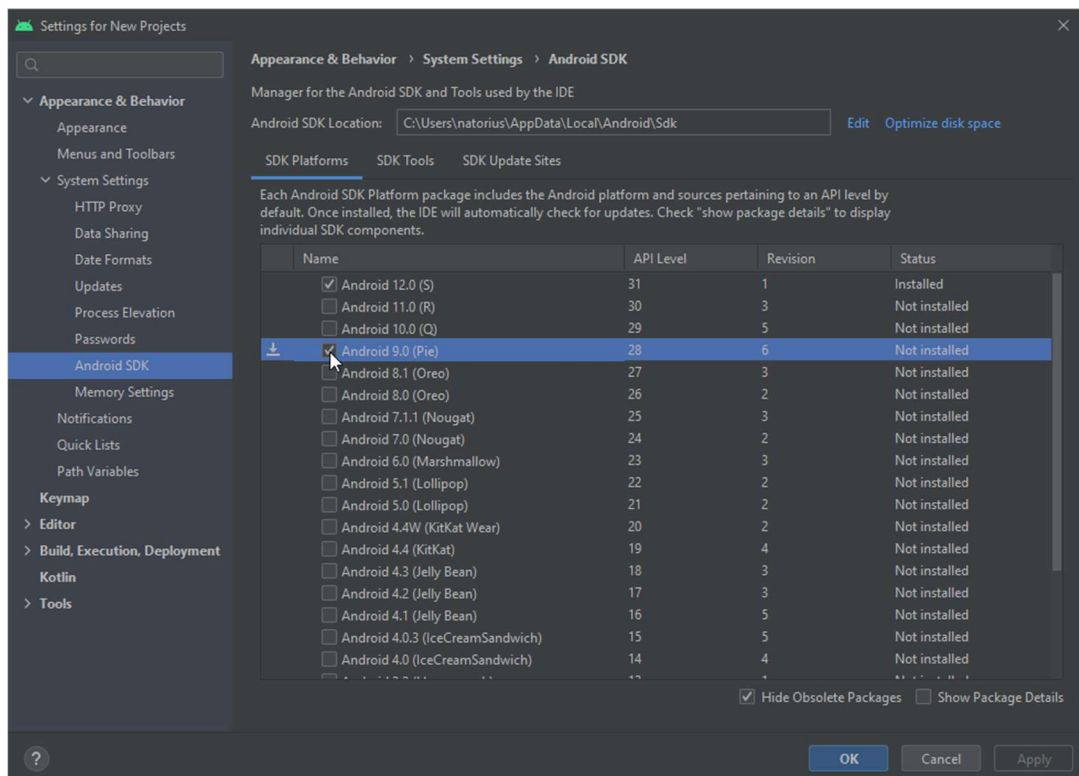 Settings for New Projects
Appearance & Behavior
Appearance
Menus and Toolbars
System Settings
HTTP Proxy
Data Sharing
Date Formats
Updates
Process Elevation
Passwords
Android SDK
Memory Settings
Notifications
Quick Lists
Path Variables
Keymap
Editor
Build, Execution, Deployment
Kotlin
Tools
Appearance & Behavior › System Settings › Android SDK
Manager for the Android SDK and Tools used by the IDE
Android SDK Location: C:\Users\natorius\AppData\Local\Android\Sdk Edit Optimize disk space
SDK Platforms SDK Tools SDK Update Sites
Each Android SDK Platform package includes the Android platform and sources pertaining to an API level by
default. Once installed, the IDE will automatically check for updates. Check "show package details" to display
individual SDK components.
Name API Level Revision Status
Android 12.0 (S) 31 1 Installed
Android 11.0 (R) 30 3 Not installed
Android 10.0 (Q) 29 5 Not installed
Android 9.0 (Pie) 28 6 Not installed
Android 8.1 (Oreo) 27 3 Not installed
Android 8.0 (Oreo) 26 2 Not installed
Android 7.1.1 (Nougat) 25 3 Not installed
Android 7.0 (Nougat) 24 2 Not installed
Android 6.0 (Marshmallow) 23 3 Not installed
Android 5.1 (Lollipop) 22 2 Not installed
Android 5.0 (Lollipop) 21 2 Not installed
Android 4.4W (KitKat Wear) 20 2 Not installed
Android 4.4 (KitKat) 19 4 Not installed
Android 4.3 (Jelly Bean) 18 3 Not installed
Android 4.2 (Jelly Bean) 17 3 Not installed
Android 4.1 (Jelly Bean) 16 5 Not installed
Android 4.0.3 (IceCreamSandwich) 15 5 Not installed
Android 4.0 (IceCreamSandwich) 14 4 Not installed
Hide Obsolete Packages Show Package Details
? OK Cancel Apply